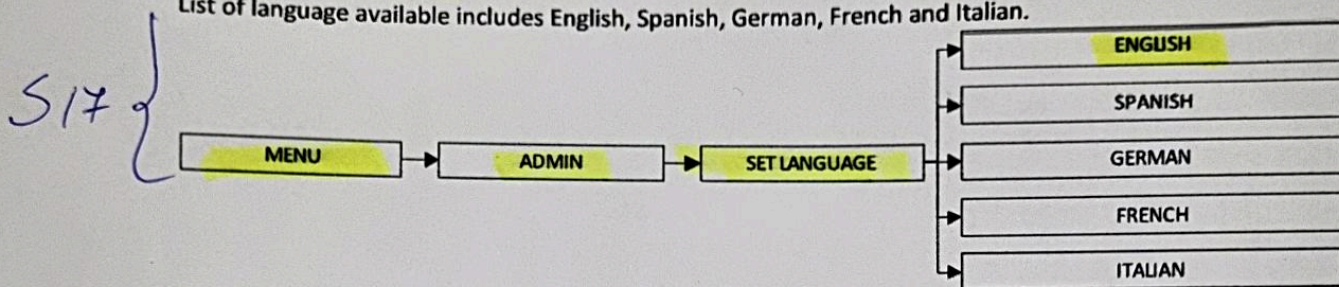 List of language available includes English, Spanish, German, French and Italian.
S17
MENU
ADMIN
SET LANGUAGE
ENGLISH
SPANISH
GERMAN
FRENCH
ITALIAN